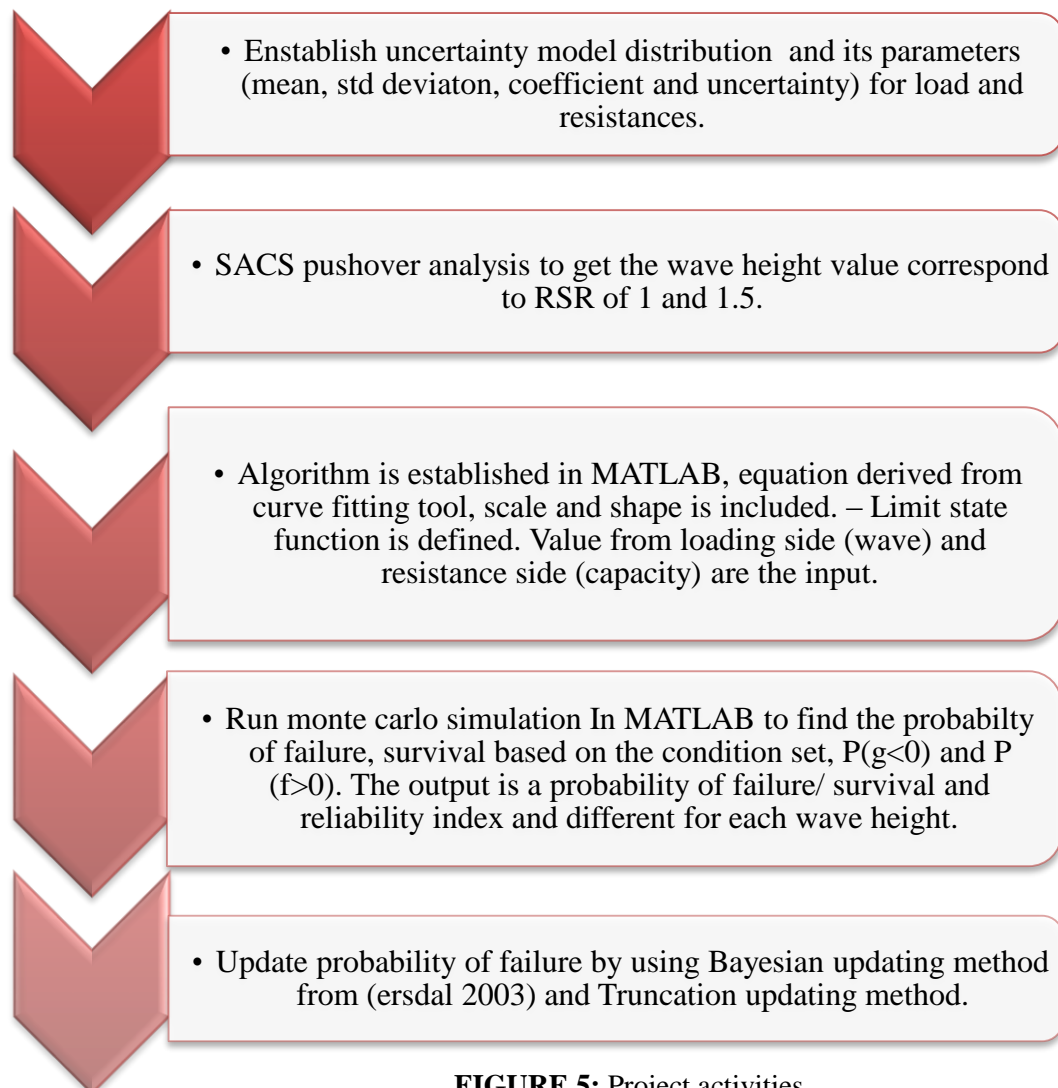 • Enstablish uncertainty model distribution and its parameters
(mean, std deviaton, coefficient and uncertainty) for load and
resistances.
• SACS pushover analysis to get the wave height value correspond
to RSR of 1 and 1.5.
• Algorithm is established in MATLAB, equation derived from
curve fitting tool, scale and shape is included. – Limit state
function is defined. Value from loading side (wave) and
resistance side (capacity) are the input.
• Run monte carlo simulation In MATLAB to find the probabilty
of failure, survival based on the condition set, P(g<0) and P
(f>0). The output is a probability of failure/ survival and
reliability index and different for each wave height.
• Update probability of failure by using Bayesian updating method
from (ersdal 2003) and Truncation updating method.
FIGURE 5: Project activities